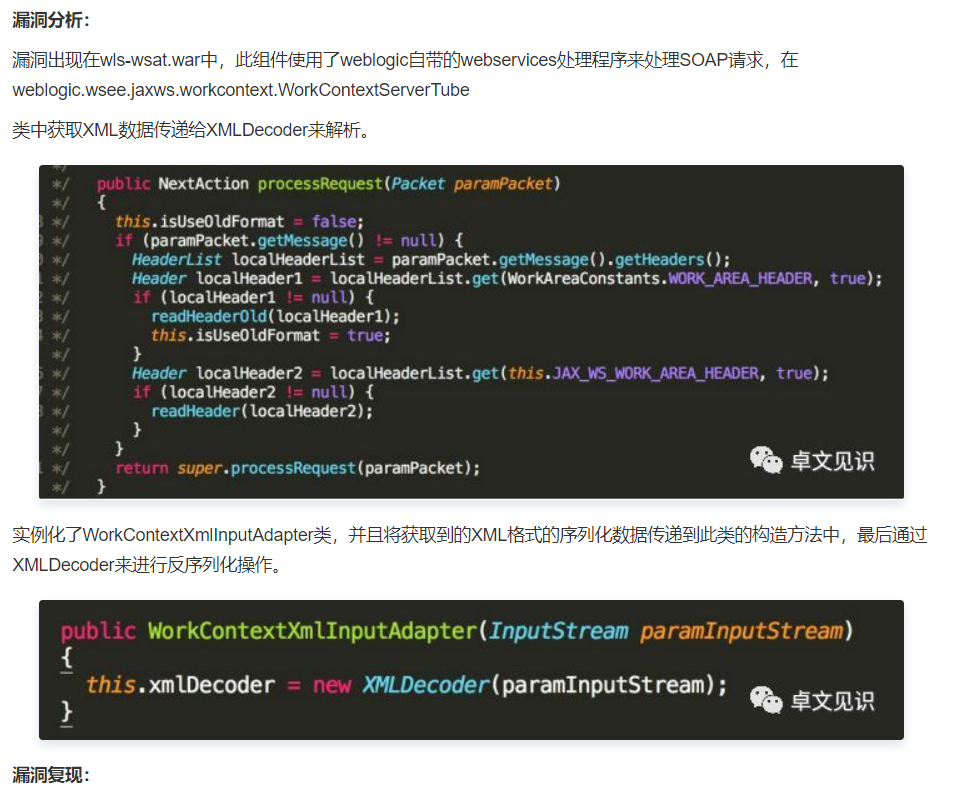 漏洞分析：
漏洞出现在wls-wsat.war中，此组件使用了weblogic自带的webservices处理程序来处理SOAP请求，在
weblogic.wsee.jaxws.workcontext.WorkContextServerTube
类中获取XML数据传递给XMLDecoder来解析。
*/
*/ public NextAction processRequest(Packet paramPacket)
*/ {
*/ this.isUseOldFormat = false;
*/ if (paramPacket.getMessage() != null) {
*/ HeaderList localHeaderList = paramPacket.getMessage().getHeaders();
*/ Header localHeader1 = localHeaderList.get(WorkAreaConstants.WORK_AREA_HEADER, true);
*/ if (localHeader1 != null) {
*/ readHeaderOld(localHeader1);
*/ this.isUseOldFormat = true;
*/ }
*/ Header localHeader2 = localHeaderList.get(this.JAX_WS_WORK_AREA_HEADER, true);
*/ if (localHeader2 != null) {
*/ readHeader(localHeader2);
*/ }
*/ }
*/ return super.processRequest(paramPacket);
*/ }
卓文见识
实例化了WorkContextXmlInputAdapter类，并且将获取到的XML格式的序列化数据传递到此类的构造方法中，最后通过
XMLDecoder来进行反序列化操作。
public WorkContextXmlInputAdapter(InputStream paramInputStream)
{
this.xmlDecoder = new XMLDecoder(paramInputStream);
}
卓文见识
漏洞复现：